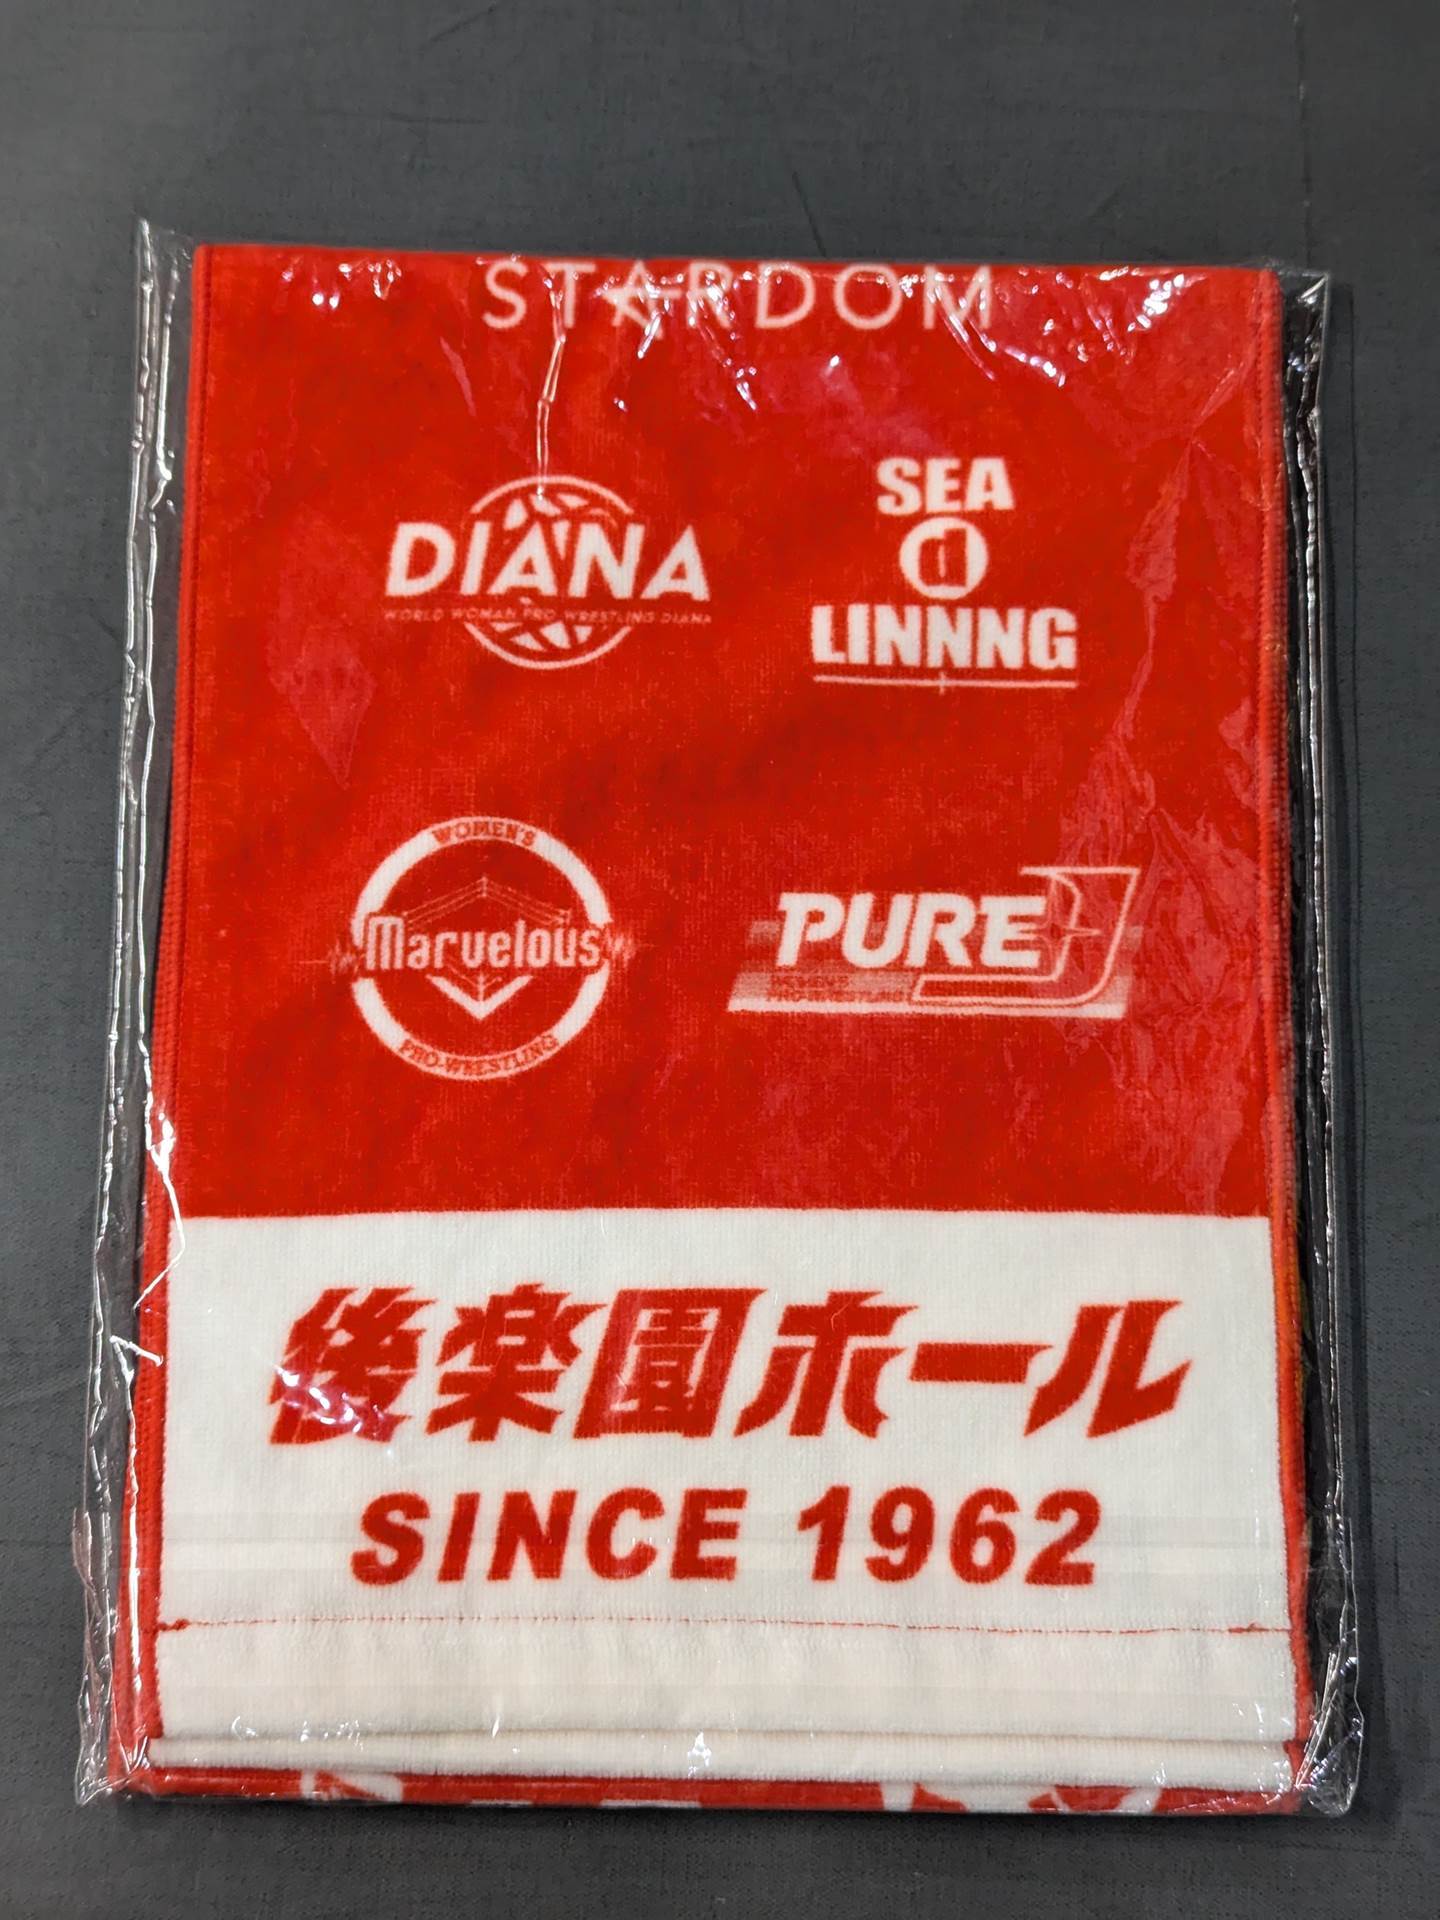 STARDOM
DIANA
WORLD WOMAN PRO-WRESTLING DIANA
SEA
d
LINNNG
WOMEN'S
Marvelous
PRO-WRESTLING
PURE-J
WOMEN'S
PRO-WRESTLING
後楽園ホール
SINCE 1962